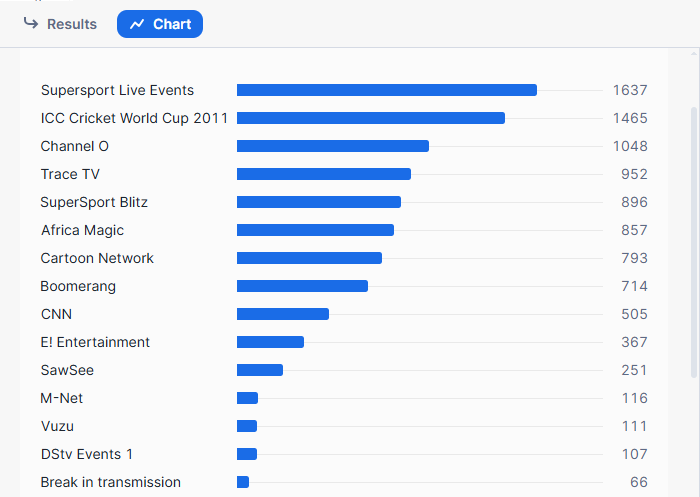 Results
Chart
Supersport Live Events 1637
ICC Cricket World Cup 2011 1465
Channel O 1048
Trace TV 952
SuperSport Blitz 896
Africa Magic 857
Cartoon Network 793
Boomerang 714
CNN 505
E! Entertainment 367
SawSee 251
M-Net 116
Vuzu 111
DStv Events 1 107
Break in transmission 66